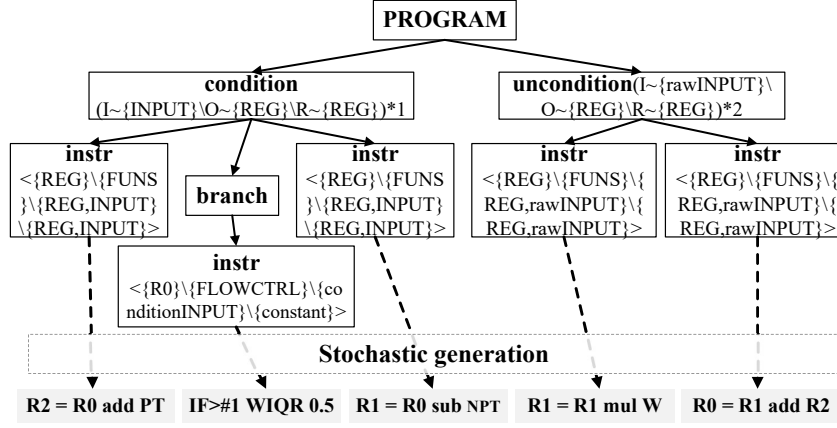 PROGRAM
condition
(I~{INPUT}\O~{REG}\R~{REG})*1
uncondition(I~{rawINPUT}\
O~{REG}\R~{REG})*2
instr
<{REG}\{FUNS
}\{REG,INPUT}
\{REG,INPUT}>
branch
instr
<{REG}\{FUNS
}\{REG,INPUT}
\{REG,INPUT}>
instr
<{REG}\{FUNS}\{
REG,rawINPUT}\{
REG,rawINPUT}>
instr
<{REG}\{FUNS}\{
REG,rawINPUT}\{
REG,rawINPUT}>
instr
<{R0}\{FLOWCTRL}\{co
nditionINPUT}\{constant}>
Stochastic generation
R2 = R0 add PT
IF>#1 WIQR 0.5
R1 = R0 sub NPT
R1 = R1 mul W
R0 = R1 add R2